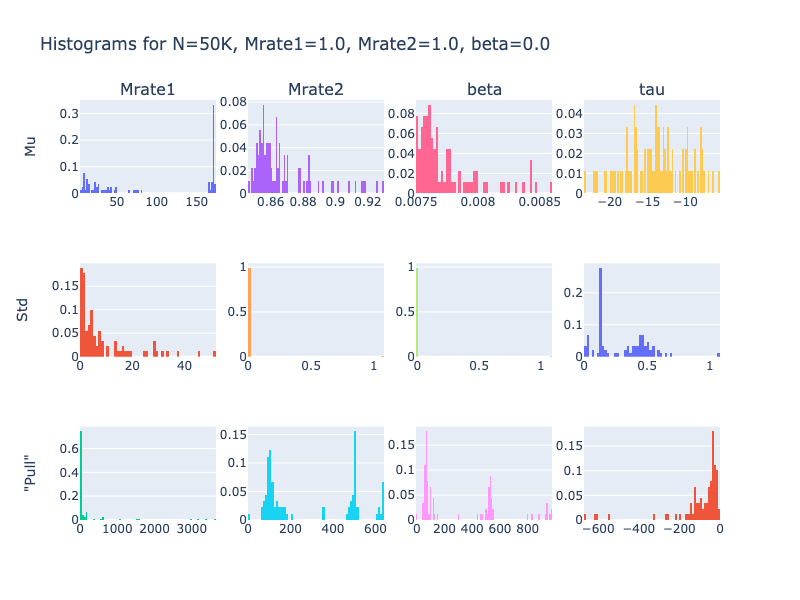 Histograms for N=50K, Mrate1=1.0, Mrate2=1.0, beta=0.0
Mrate1 Mrate2 beta tau
Mu
0.3 0.2 0.1 0
50 100 150
0.08 0.06 0.04 0.02 0
0.86 0.88 0.9 0.92
0.08 0.06 0.04 0.02 0
0.0075 0.008 0.0085
0.04 0.03 0.02 0.01 0
−20 −15 −10
Std
0.15 0.1 0.05 0
0 20 40
1 0.5 0
0 0.5 1
1 0.5 0
0 0.5 1
0.2 0.1 0
0 0.5 1
"Pull"
0.6 0.4 0.2 0
0 1000 2000 3000
0.15 0.1 0.05 0
0 200 400 600
0.15 0.1 0.05 0
0 200 400 600 800
0.15 0.1 0.05 0
−600 −400 −200 0